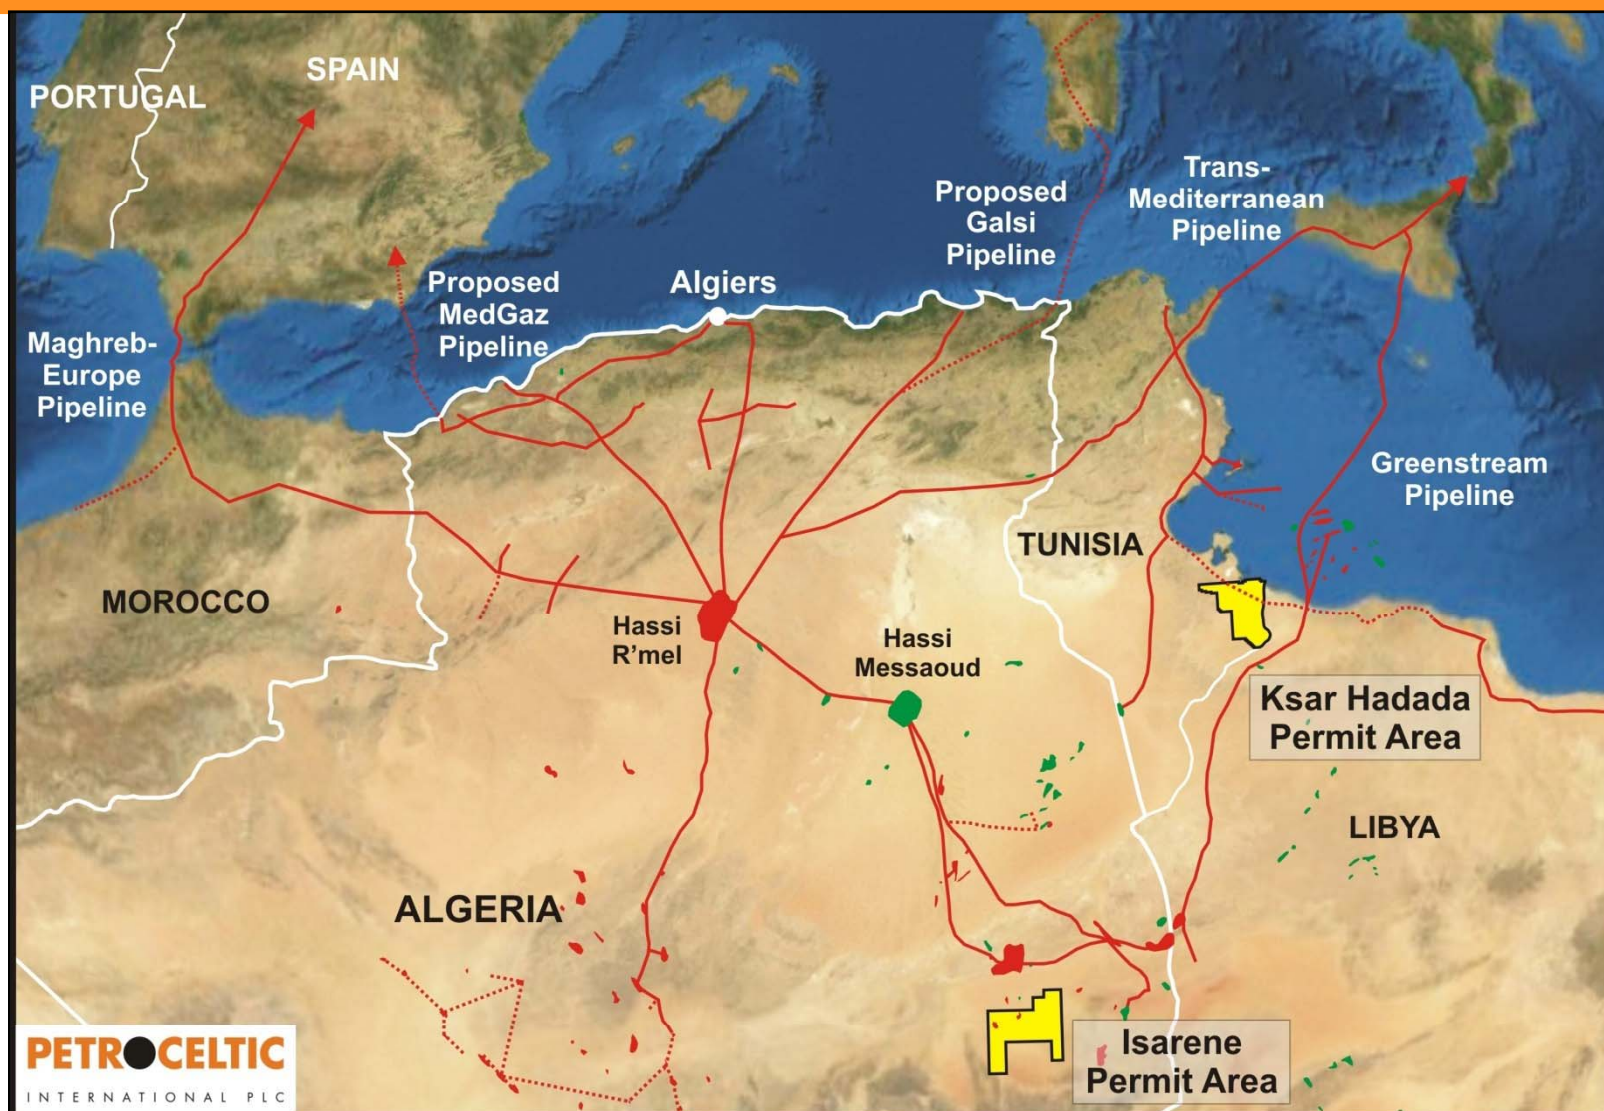 SPAIN
PORTUGAL
Trans-
Mediterranean
Pipeline
Proposed
Galsi
Pipeline
Algiers
Proposed
MedGaz
Pipeline
Maghreb-
Europe
Pipeline
Greenstream
Pipeline
TUNISIA
MOROCCO
Hassi
R'mel
Hassi
Messaoud
Ksar Hadada
Permit Area
LIBYA
ALGERIA
Isarene
Permit Area
PETROCELTIC
INTERNATIONAL PLC